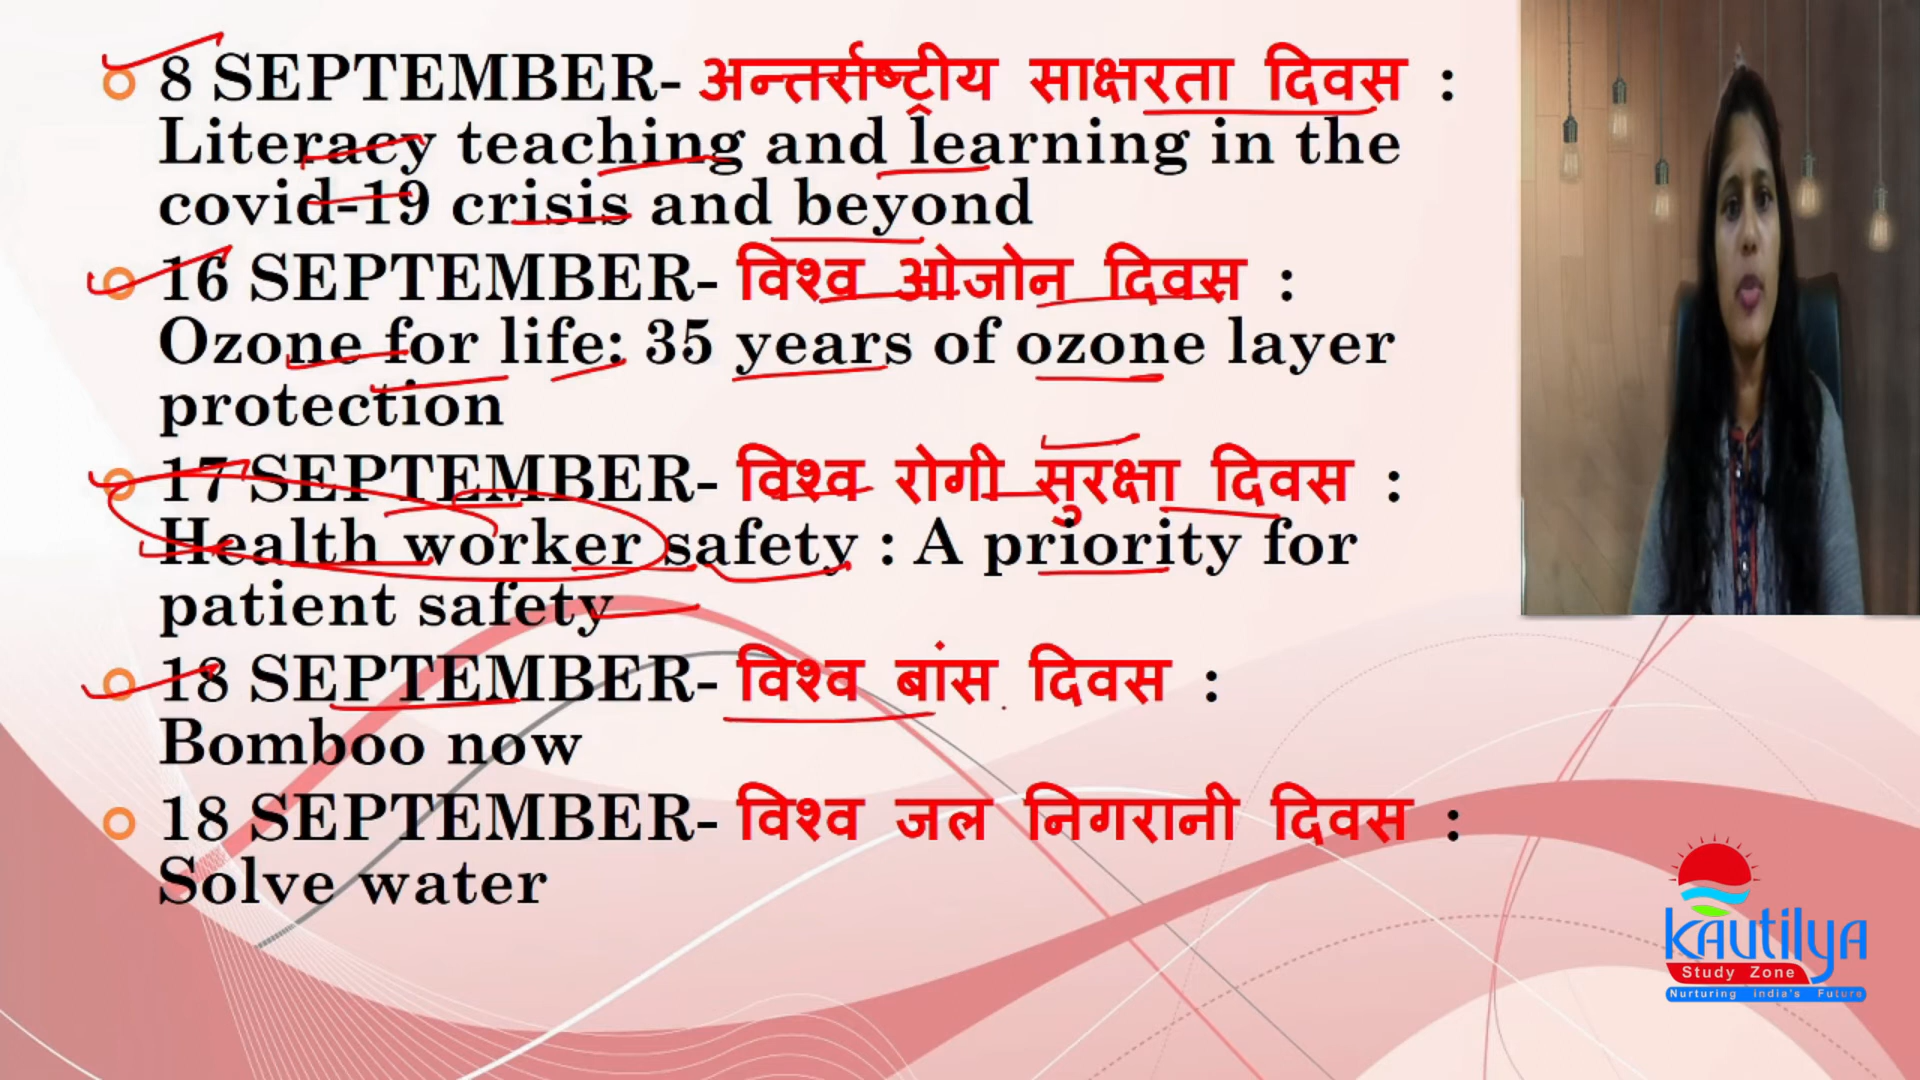 8 SEPTEMBER- अन्तर्राष्ट्रीय साक्षरता दिवस :
Literacy teaching and learning in the
covid-19 crisis and beyond
16 SEPTEMBER- विश्व ओजोन दिवस :
Ozone for life: 35 years of ozone layer
protection
17 SEPTEMBER- विश्व रोगी सुरक्षा दिवस :
Health worker safety : A priority for
patient safety
18 SEPTEMBER- विश्व बांस दिवस :
Bomboo now
18 SEPTEMBER- विश्व जल निगरानी दिवस :
Solve water
Kautilya
Study Zone
Nurturing india's Future